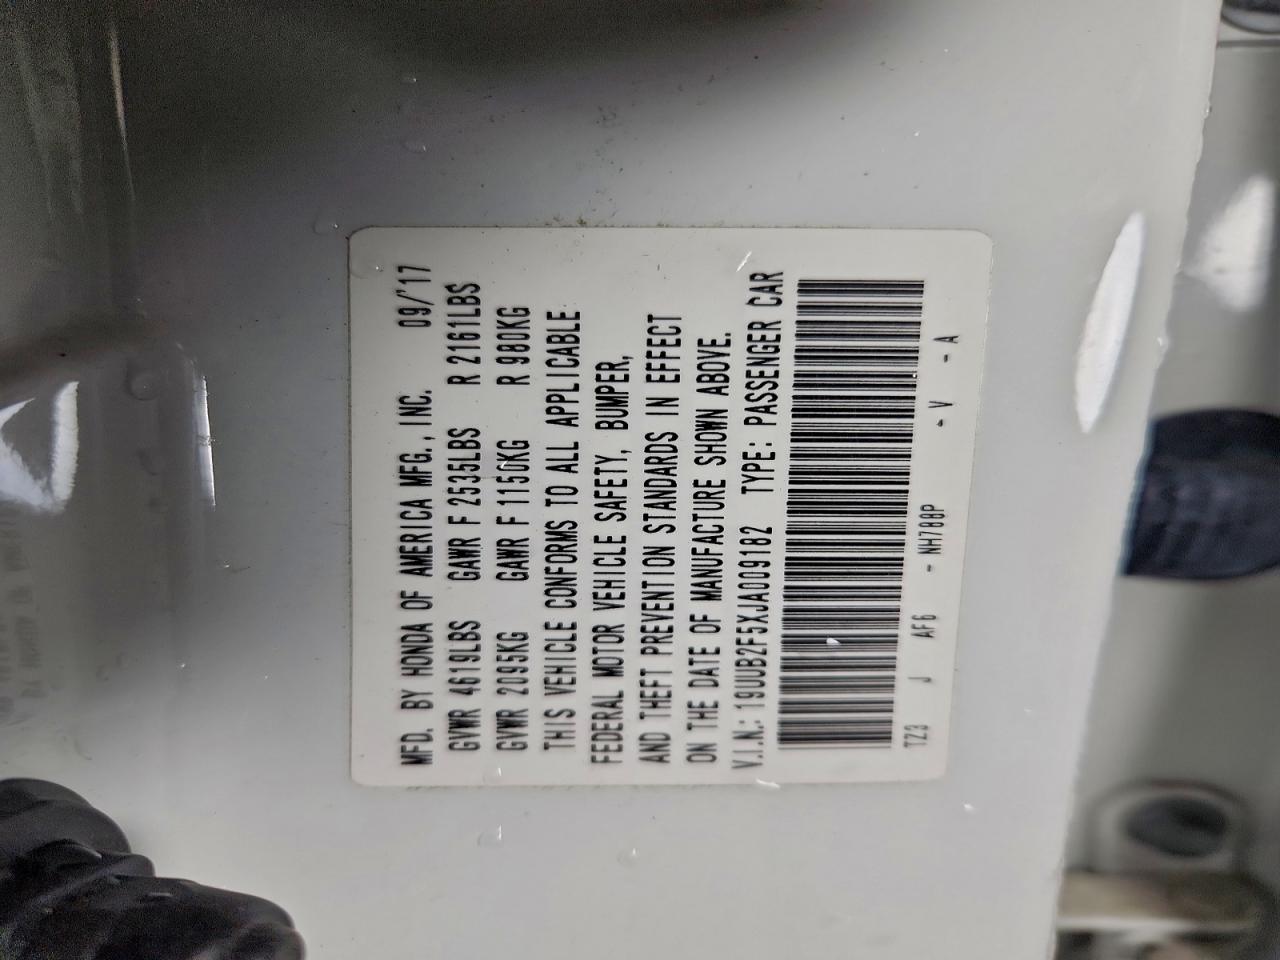 MFD. BY HONDA OF AMERICA MFG., INC. 09/'17
GVWR 4619LBS GAWR F 2535LBS R 2161LBS
GVWR 2095KG GAWR F 1150KG R 980KG
THIS VEHICLE CONFORMS TO ALL APPLICABLE
FEDERAL MOTOR VEHICLE SAFETY, BUMPER,
AND THEFT PREVENTION STANDARDS IN EFFECT
ON THE DATE OF MANUFACTURE SHOWN ABOVE.
V.I.N.: 19UUB2F5XJA009182 TYPE: PASSENGER CAR
TZ3 J AF6 - NH788P - V - A